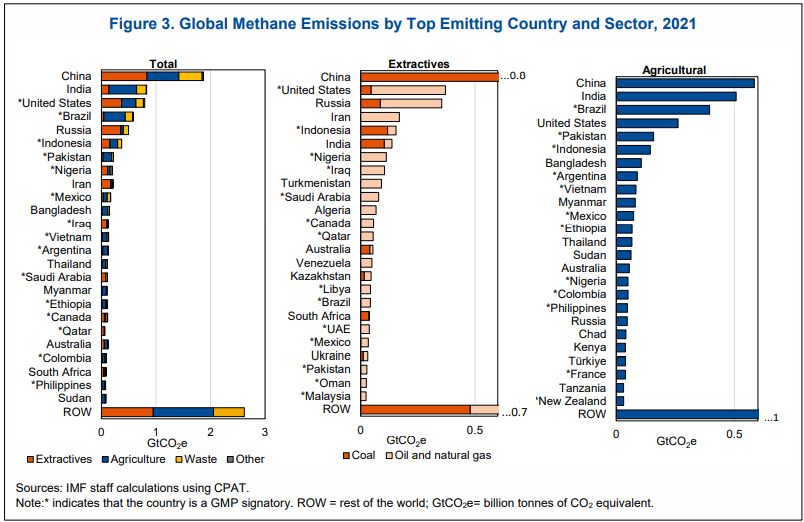 Figure 3. Global Methane Emissions by Top Emitting Country and Sector, 2021
Total
China
India
*United States
*Brazil
Russia
*Indonesia
*Pakistan
*Nigeria
Iran
*Mexico
Bangladesh
*Iraq
*Vietnam
*Argentina
Thailand
*Saudi Arabia
Myanmar
*Ethiopia
*Canada
*Qatar
Australia
*Colombia
South Africa
*Philippines
Sudan
ROW
0 1 2 3
GtCO2e
Extractives Agriculture Waste Other
Extractives
China ...0.8
*United States
Russia
Iran
*Indonesia
India
*Nigeria
*Iraq
Turkmenistan
*Saudi Arabia
Algeria
*Canada
*Qatar
Australia
Venezuela
Kazakhstan
*Libya
*Brazil
South Africa
*UAE
*Mexico
Ukraine
*Pakistan
*Oman
*Malaysia
ROW ...0.7
0 0.5
GtCO2e
Coal Oil and natural gas
Agricultural
China
India
*Brazil
United States
*Pakistan
*Indonesia
Bangladesh
*Argentina
*Vietnam
Myanmar
*Mexico
*Ethiopia
Thailand
Sudan
Australia
*Nigeria
*Colombia
*Philippines
Russia
Chad
Kenya
Türkiye
*France
Tanzania
*New Zealand
ROW ...1
0 0.5
GtCO2e
Sources: IMF staff calculations using CPAT.
Note:* indicates that the country is a GMP signatory. ROW = rest of the world; GtCO2e= billion tonnes of CO2 equivalent.